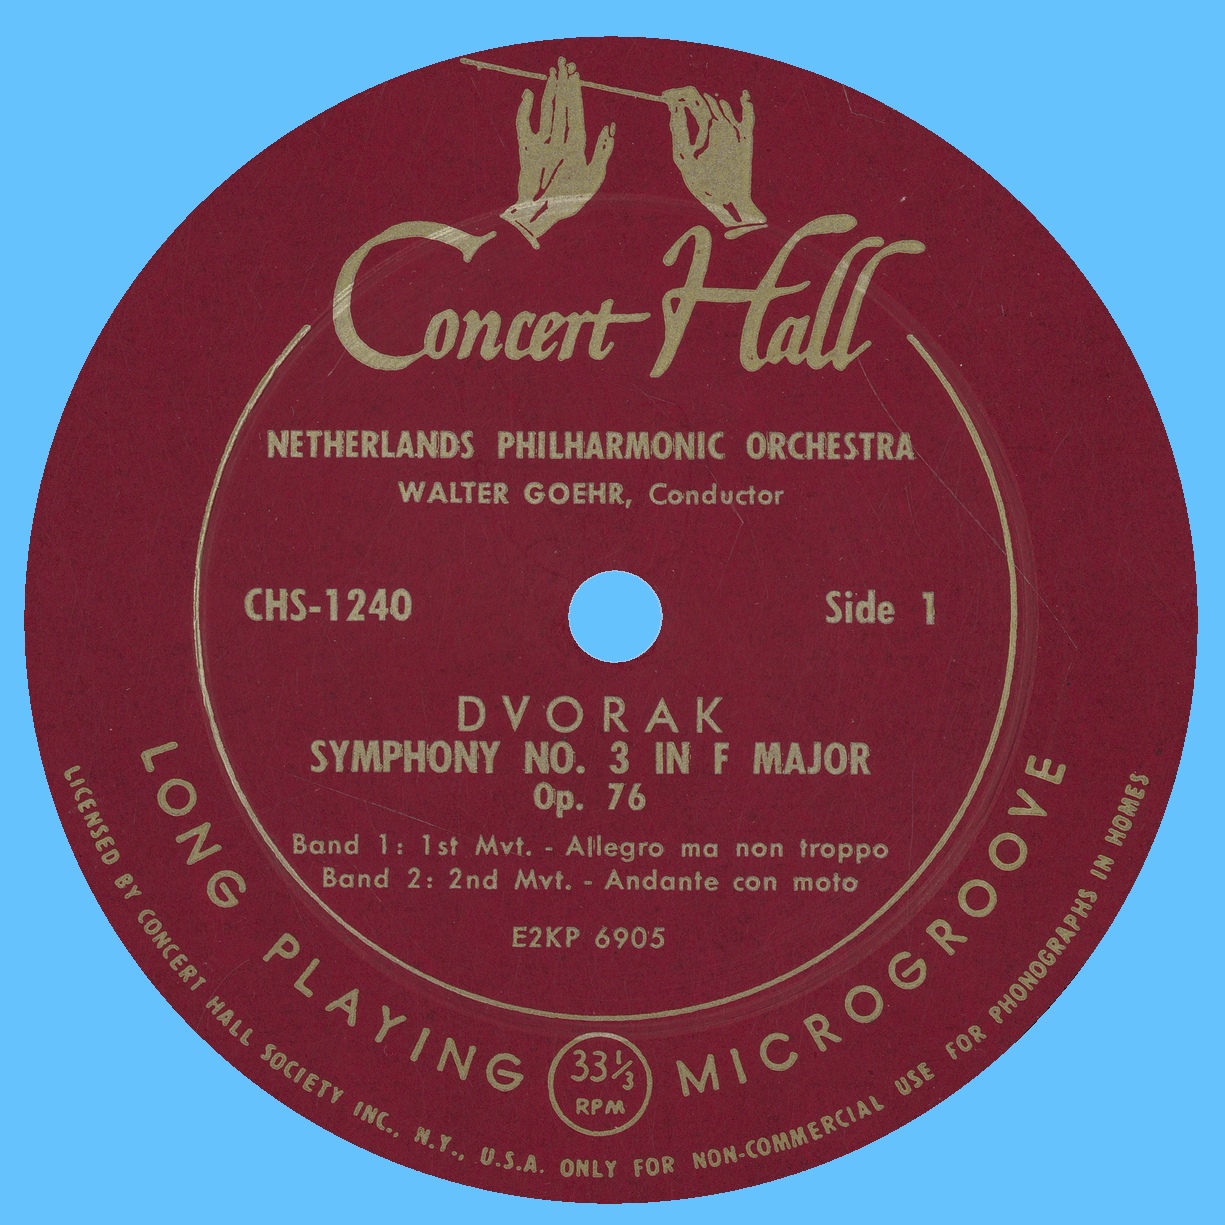 Concert Hall
NETHERLANDS PHILHARMONIC ORCHESTRA
WALTER GOEHR, Conductor
CHS-1240
Side 1
DVORAK
SYMPHONY NO. 3 IN F MAJOR
Op. 76
Band 1: 1st Mvt. - Allegro ma non troppo
Band 2: 2nd Mvt. - Andante con moto
E2KP 6905
LONG PLAYING 33⅓ RPM MICROGROOVE
LICENSED BY CONCERT HALL SOCIETY INC., N.Y., U.S.A. ONLY FOR NON-COMMERCIAL USE FOR PHONOGRAPHS IN HOMES